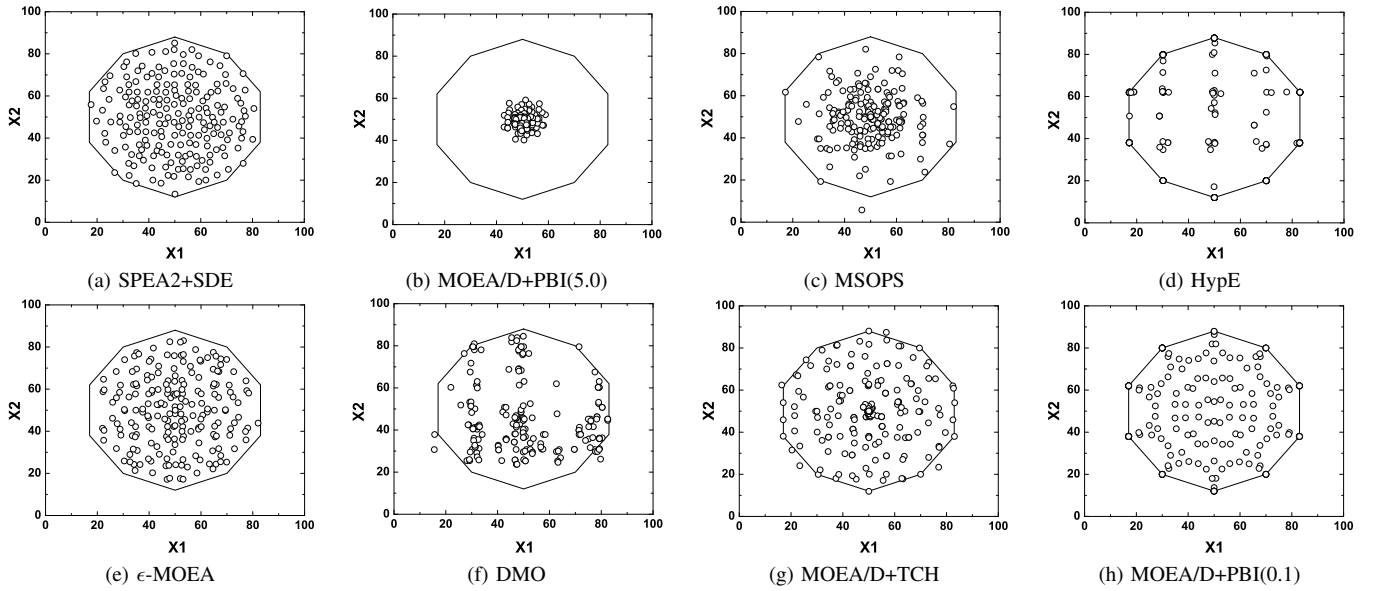 100 100 100 100
80 80 80 80
60 60 60 60
X2 X2 X2 X2
40 40 40 40
20 20 20 20
0 0 0 0
0 20 40 60 80 100 0 20 40 60 80 100 0 20 40 60 80 100 0 20 40 60 80 100
X1 X1 X1 X1
(a) SPEA2+SDE (b) MOEA/D+PBI(5.0) (c) MSOPS (d) HypE
100 100 100 100
80 80 80 80
60 60 60 60
X2 X2 X2 X2
40 40 40 40
20 20 20 20
0 0 0 0
0 20 40 60 80 100 0 20 40 60 80 100 0 20 40 60 80 100 0 20 40 60 80 100
X1 X1 X1 X1
(e) ϵ-MOEA (f) DMO (g) MOEA/D+TCH (h) MOEA/D+PBI(0.1)